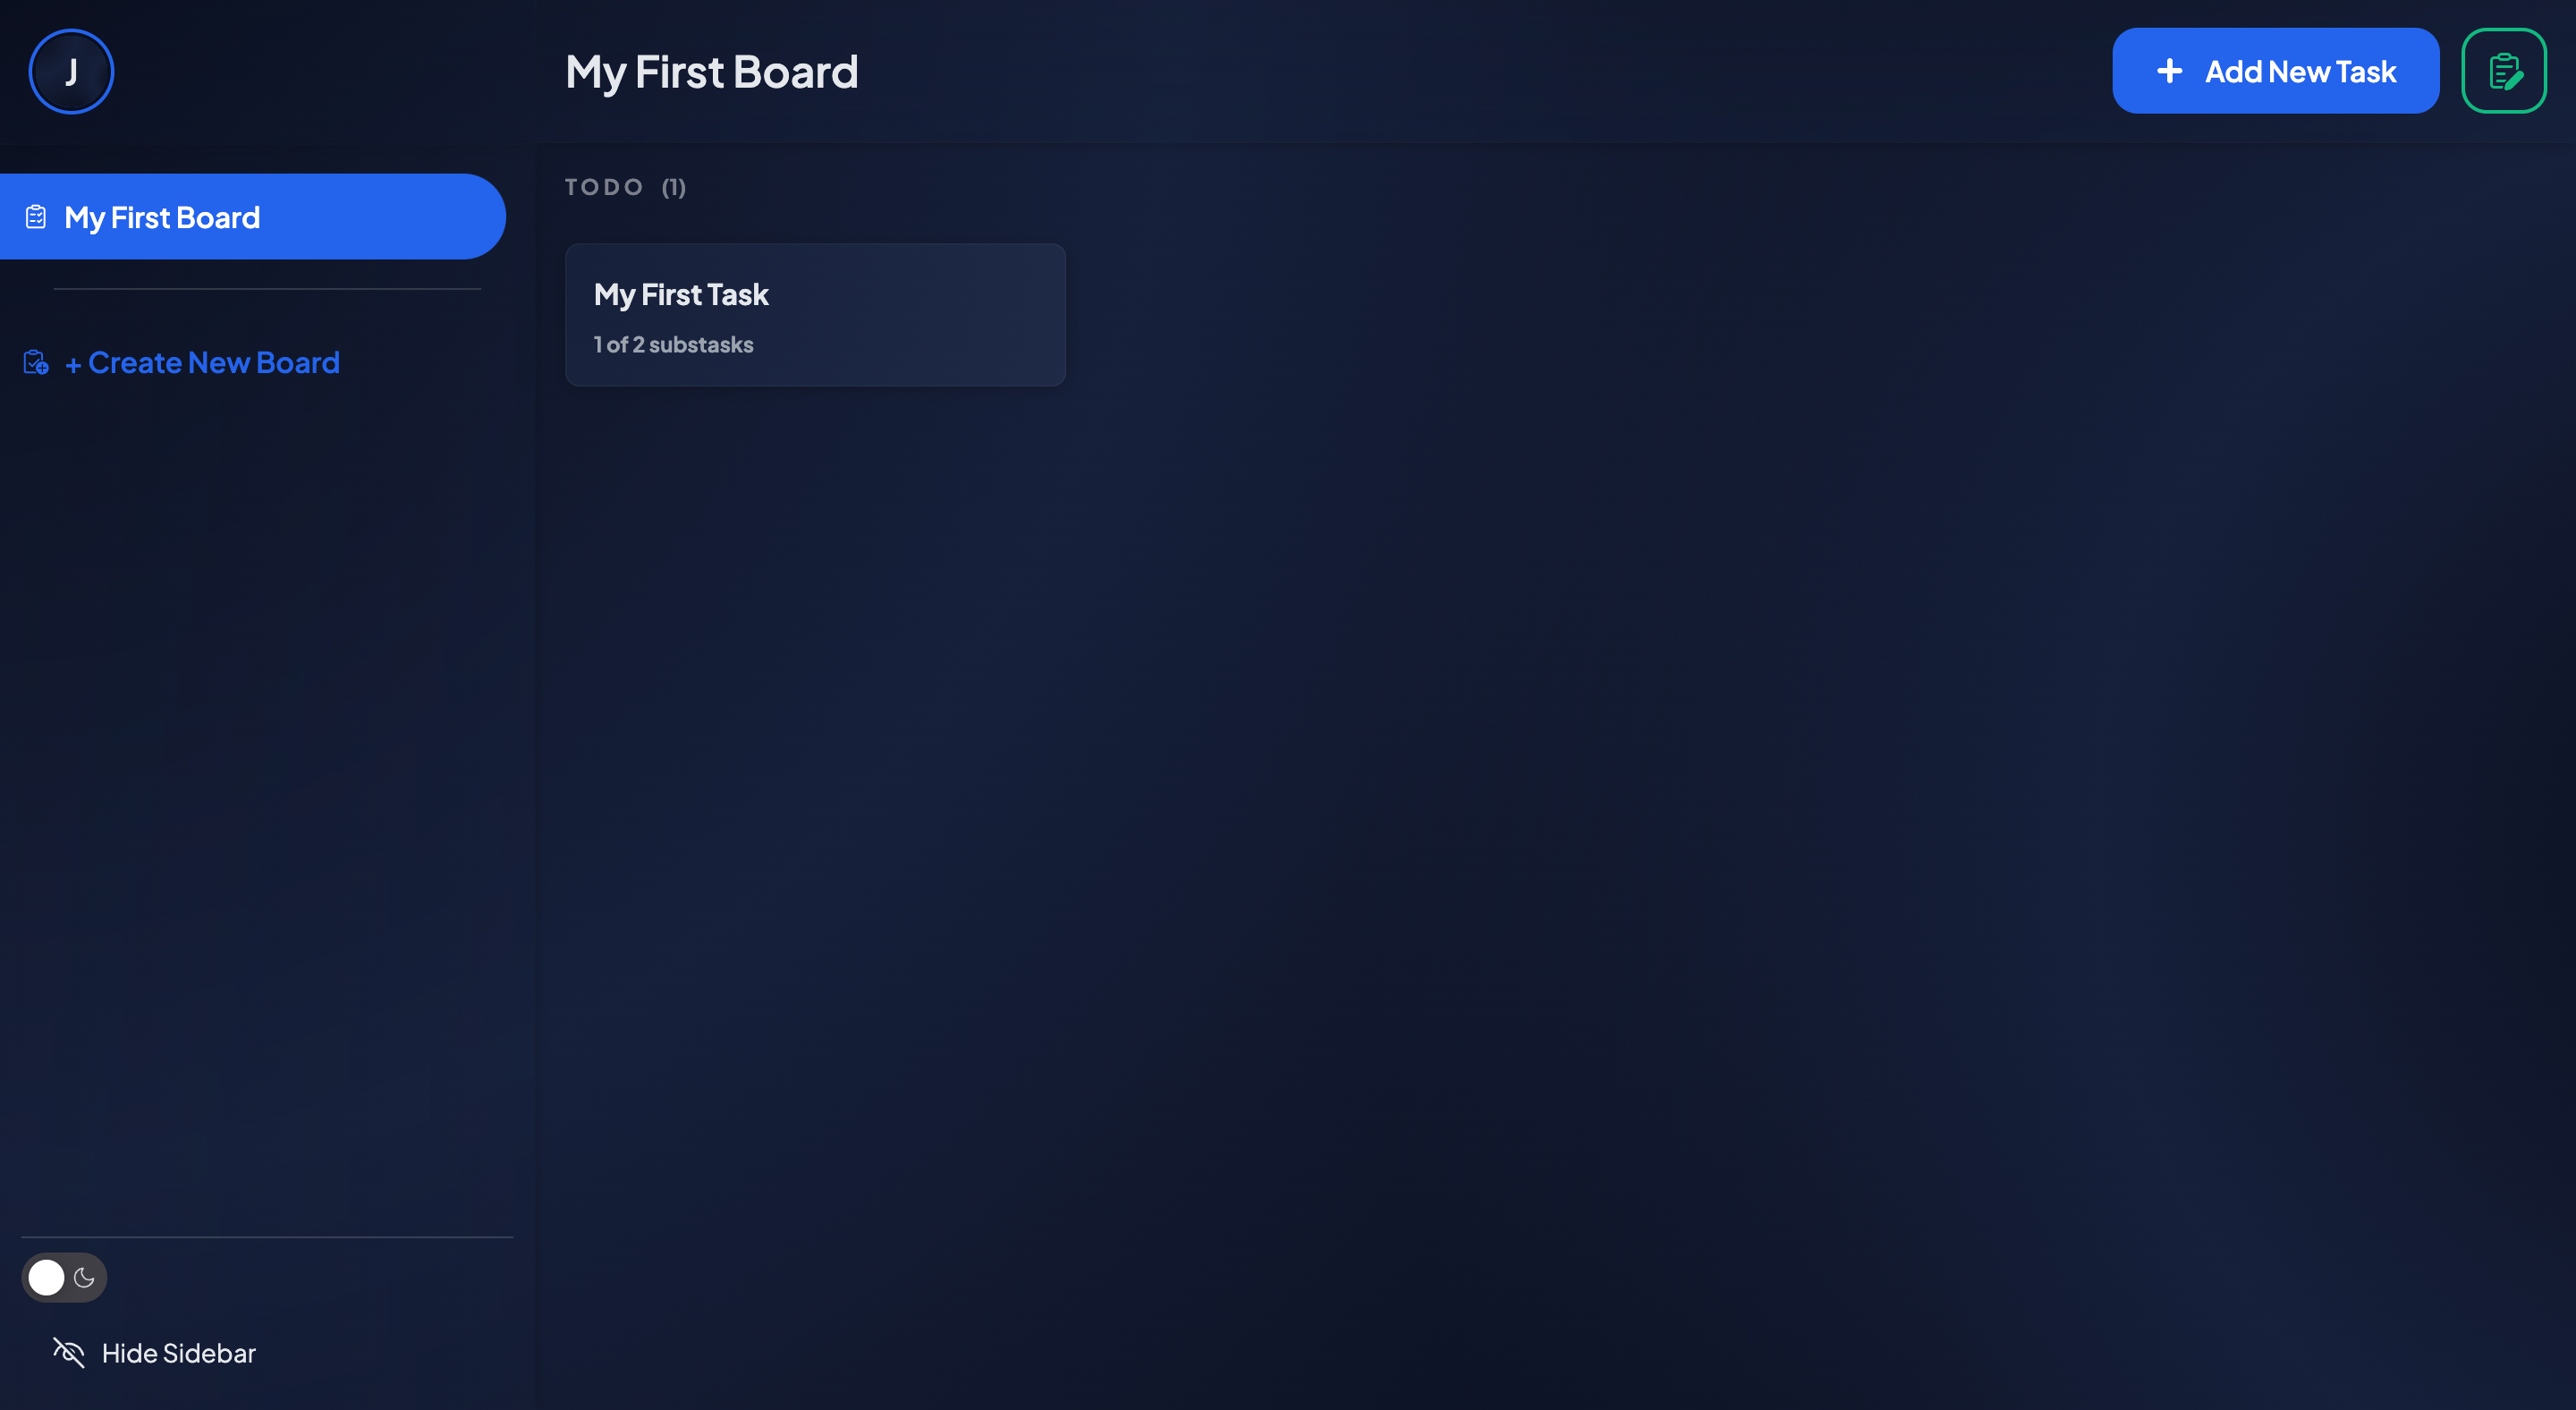 J
My First Board
+ Add New Task
My First Board
+ Create New Board
TODO (1)
My First Task
1 of 2 substasks
Hide Sidebar